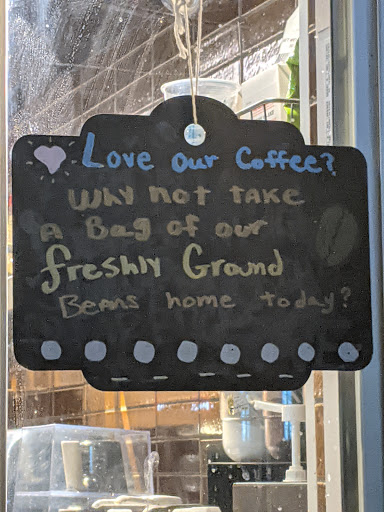 Love our Coffee?
Why not take
a Bag of our
freshly Ground
Beans home today?